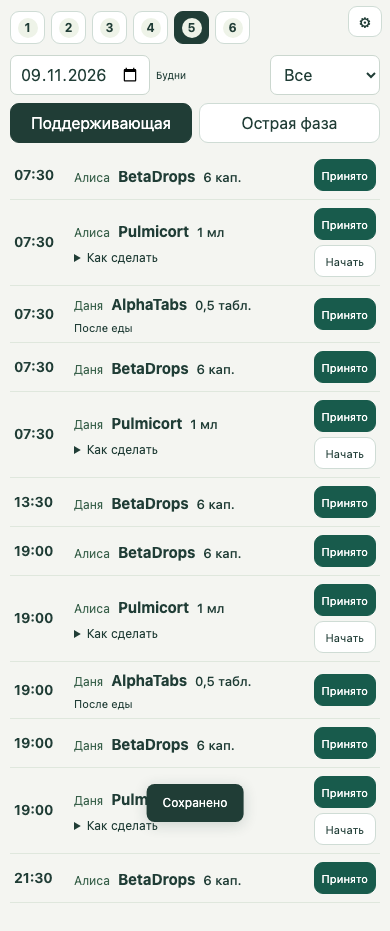 1 2 3 4 5 6
09.11.2026 Будни Все
Поддерживающая Острая фаза
07:30 Алиса BetaDrops 6 кап. Принято
07:30 Алиса Pulmicort 1 мл Принято
Как сделать Начать
07:30 Даня AlphaTabs 0,5 табл. Принято
После еды
07:30 Даня BetaDrops 6 кап. Принято
07:30 Даня Pulmicort 1 мл Принято
Как сделать Начать
13:30 Даня BetaDrops 6 кап. Принято
19:00 Алиса BetaDrops 6 кап. Принято
19:00 Алиса Pulmicort 1 мл Принято
Как сделать Начать
19:00 Даня AlphaTabs 0,5 табл. Принято
После еды
19:00 Даня BetaDrops 6 кап. Принято
19:00 Даня Pulm Принято
Сохранено
Как сделать Начать
21:30 Алиса BetaDrops 6 кап. Принято